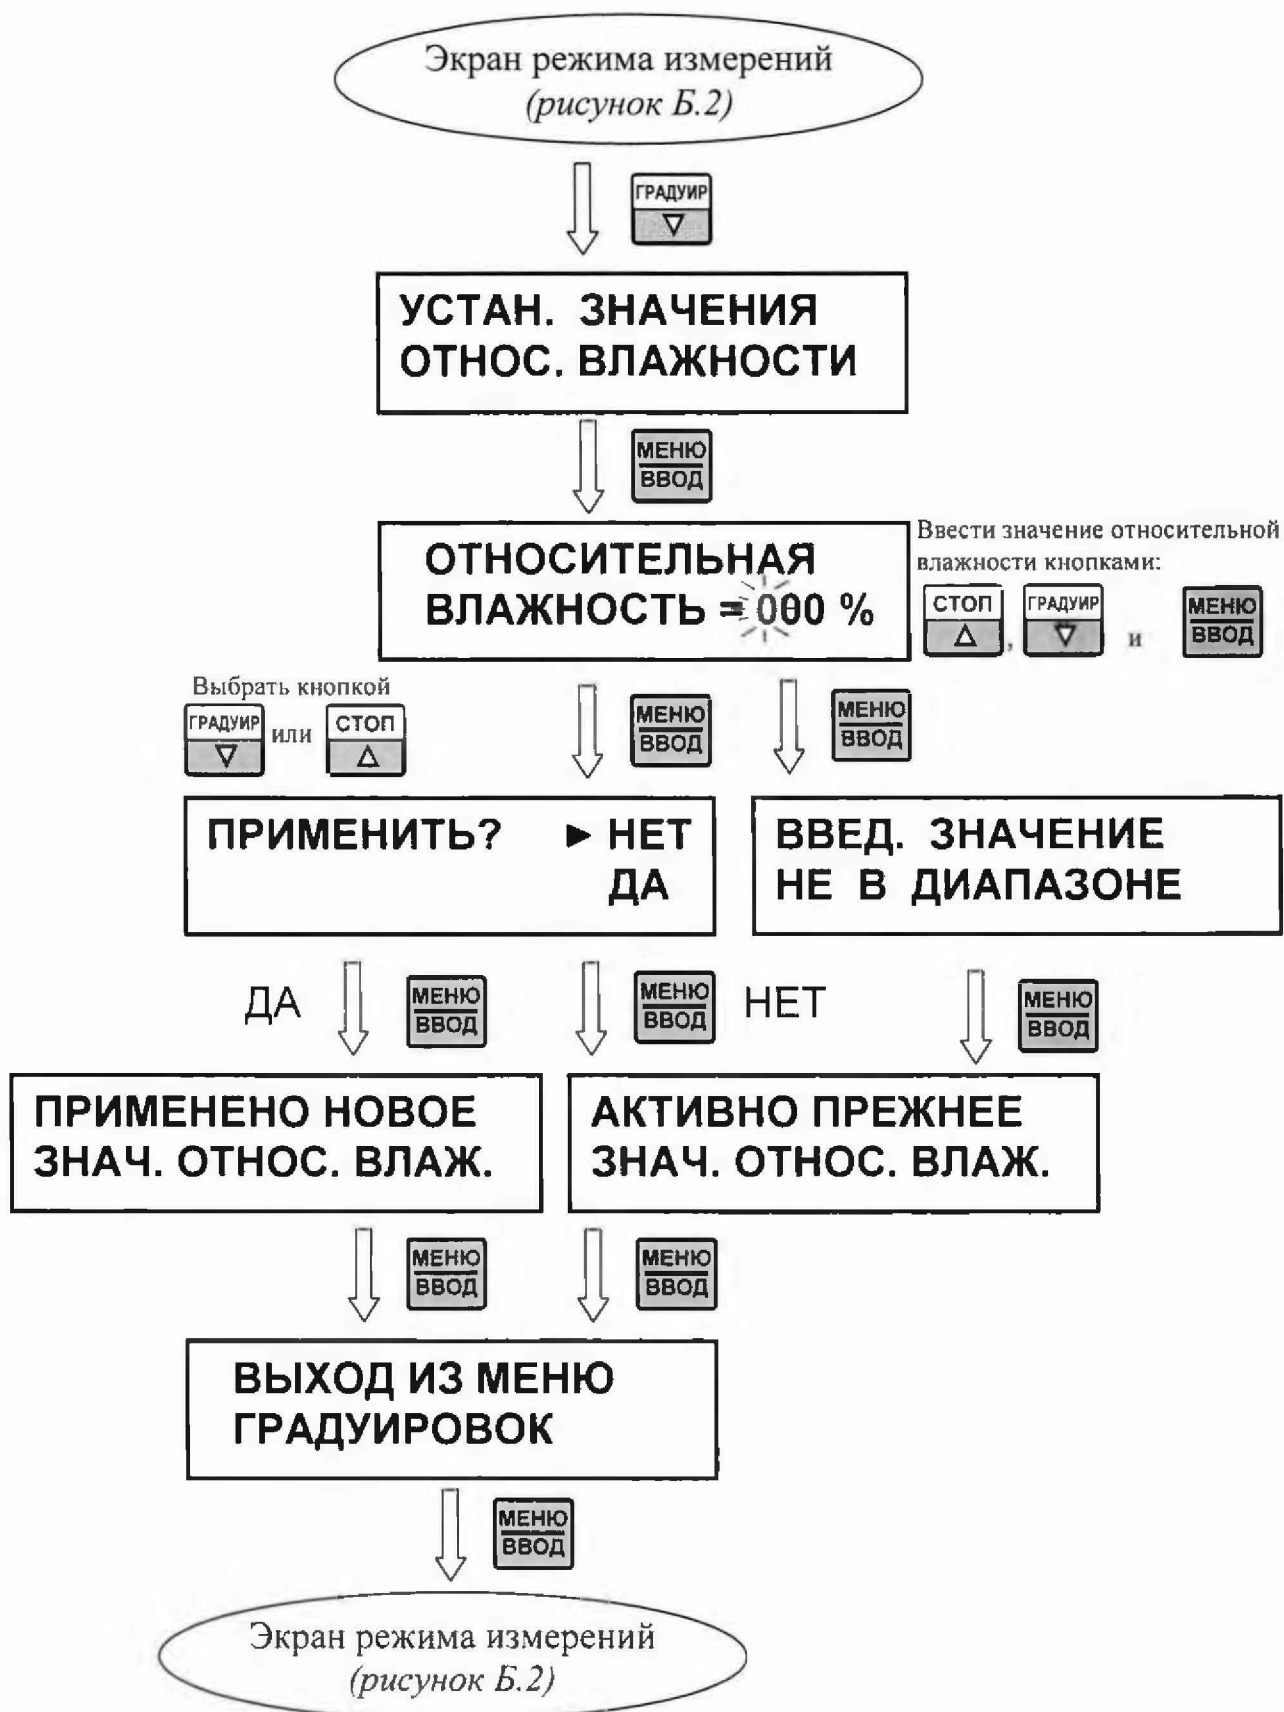 Экран режима измерений
(рисунок Б.2)
ГРАДУИР
УСТАН. ЗНАЧЕНИЯ
ОТНОС. ВЛАЖНОСТИ
МЕНЮ
ВВОД
ОТНОСИТЕЛЬНАЯ
ВЛАЖНОСТЬ = 000 %
Ввести значение относительной
влажности кнопками:
СТОП , ГРАДУИР и МЕНЮ
ВВОД
Выбрать кнопкой
ГРАДУИР или СТОП
МЕНЮ
ВВОД
МЕНЮ
ВВОД
ПРИМЕНИТЬ? ► НЕТ
ДА
ВВЕД. ЗНАЧЕНИЕ
НЕ В ДИАПАЗОНЕ
ДА
МЕНЮ
ВВОД
МЕНЮ
ВВОД
НЕТ
МЕНЮ
ВВОД
ПРИМЕНЕНО НОВОЕ
ЗНАЧ. ОТНОС. ВЛАЖ.
АКТИВНО ПРЕЖНЕЕ
ЗНАЧ. ОТНОС. ВЛАЖ.
МЕНЮ
ВВОД
МЕНЮ
ВВОД
ВЫХОД ИЗ МЕНЮ
ГРАДУИРОВОК
МЕНЮ
ВВОД
Экран режима измерений
(рисунок Б.2)